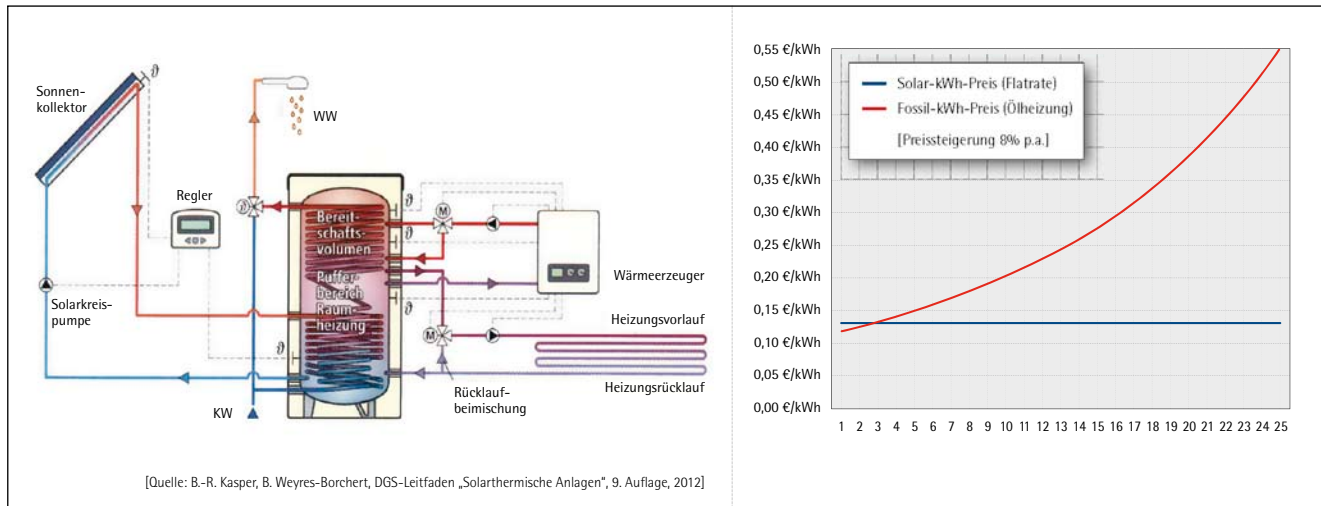 Sonnen-
kollektor
ϑ
WW
Regler
ϑ
Solarkreis-
pumpe
ϑ
KW
Bereit-
schafts-
volumen
Puffer-
bereich
Raum-
heizung
ϑ
ϑ
ϑ
M
M
Wärmeerzeuger
Heizungsvorlauf
Heizungsrücklauf
Rücklauf-
beimischung
[Quelle: B.-R. Kasper, B. Weyres-Borchert, DGS-Leitfaden „Solarthermische Anlagen“, 9. Auflage, 2012]
0,55 €/kWh
0,50 €/kWh
0,45 €/kWh
0,40 €/kWh
0,35 €/kWh
0,30 €/kWh
0,25 €/kWh
0,20 €/kWh
0,15 €/kWh
0,10 €/kWh
0,05 €/kWh
0,00 €/kWh
Solar-kWh-Preis (Flatrate)
Fossil-kWh-Preis (Ölheizung)
[Preissteigerung 8% p.a.]
1 2 3 4 5 6 7 8 9 10 11 12 13 14 15 16 17 18 19 20 21 22 23 24 25